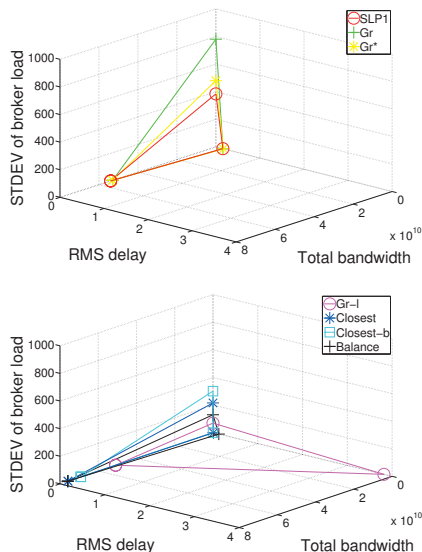 SLP1
Gr
Gr*
1000
800
600
400
200
0
STDEV of broker load
0
1
2
3
4
RMS delay
8
6
4
2
0
x 10^10
Total bandwidth
Gr-l
Closest
Closest-b
Balance
1000
800
600
400
200
0
STDEV of broker load
0
1
2
3
4
RMS delay
8
6
4
2
0
x 10^10
Total bandwidth